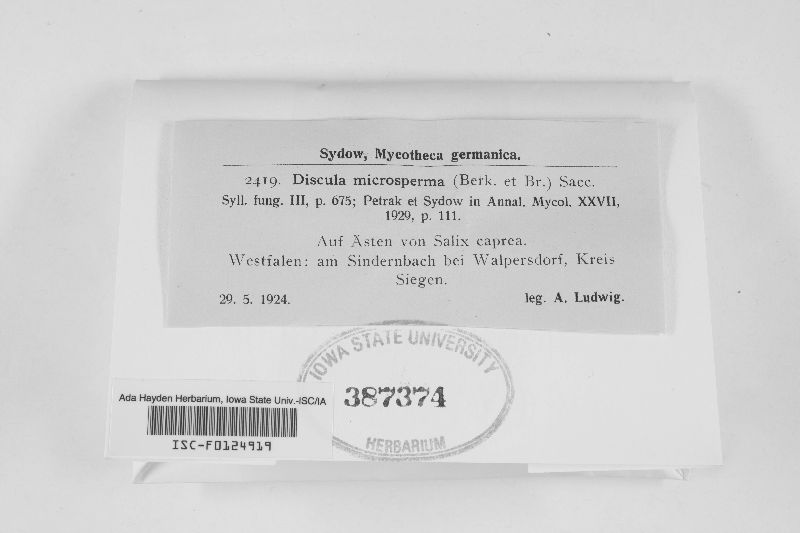 Sydow, Mycotheca germanica.
2419. Discula microsperma (Berk. et Br.) Sacc.
Syll. fung. III, p. 675; Petrak et Sydow in Annal. Mycol. XXVII,
1929, p. 111.
Auf Ästen von Salix caprea.
Westfalen: am Sindernbach bei Walpersdorf, Kreis
Siegen.
29. 5. 1924. leg. A. Ludwig.
IOWA STATE UNIVERSITY
387374
HERBARIUM
Ada Hayden Herbarium, Iowa State Univ.-ISC/IA
ISC-F0124919